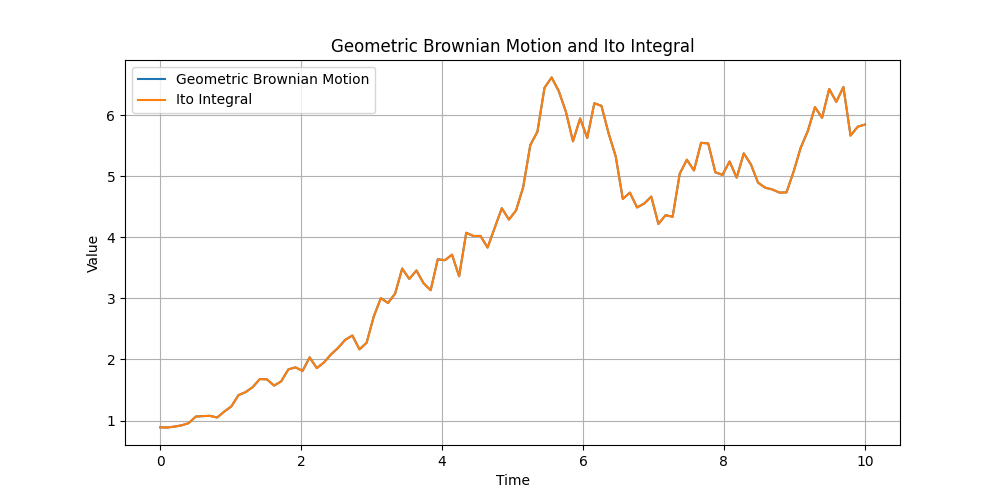 Geometric Brownian Motion and Ito Integral
Geometric Brownian Motion
Ito Integral
Value
6
5
4
3
2
1
0 2 4 6 8 10
Time